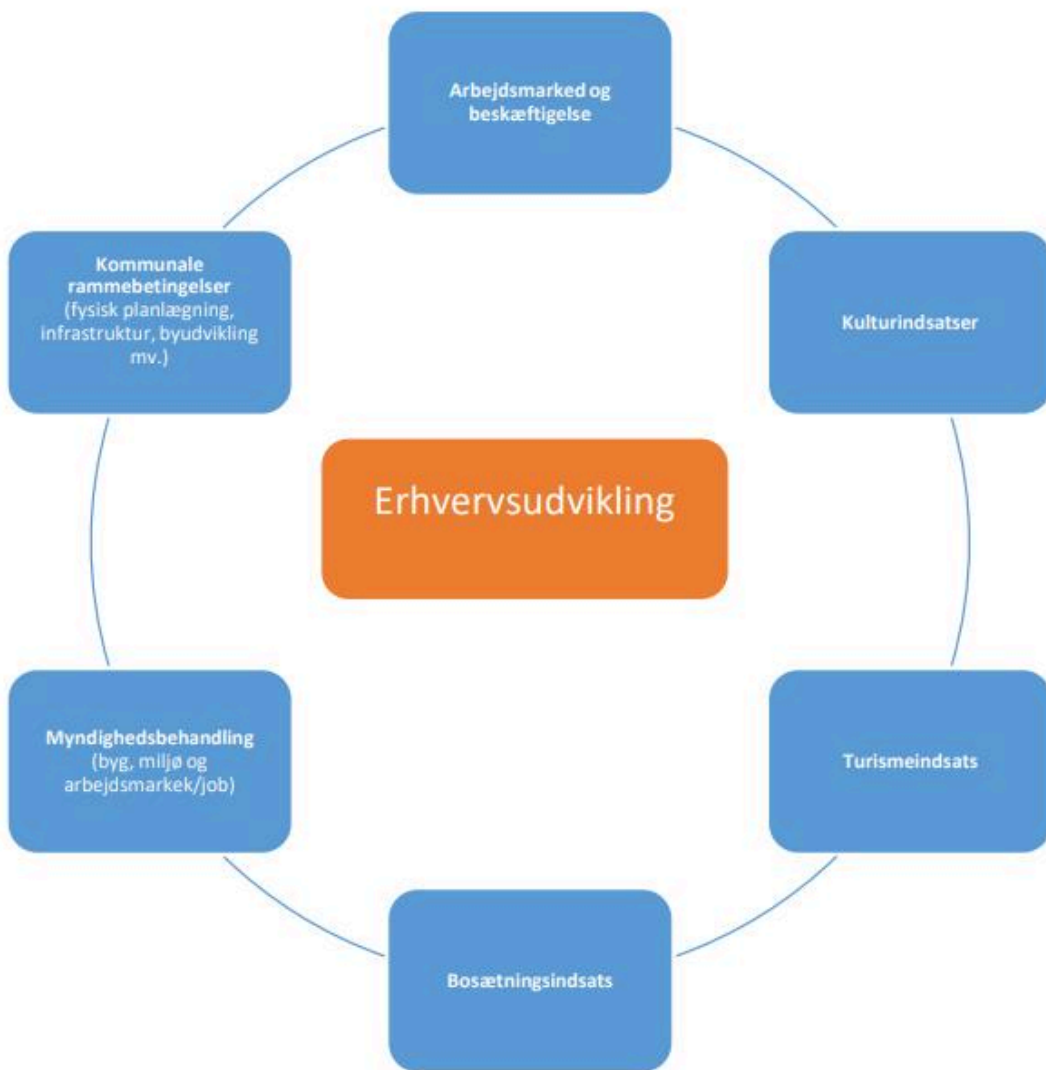 Arbejdsmarked og
beskæftigelse
Kommunale
rammebetingelser
(fysisk planlægning,
infrastruktur, byudvikling
mv.)
Kulturindsatser
Erhvervsudvikling
Myndighedsbehandling
(byg, miljø og
arbejdsmarkek/job)
Turismeindsats
Bosætningsindsats